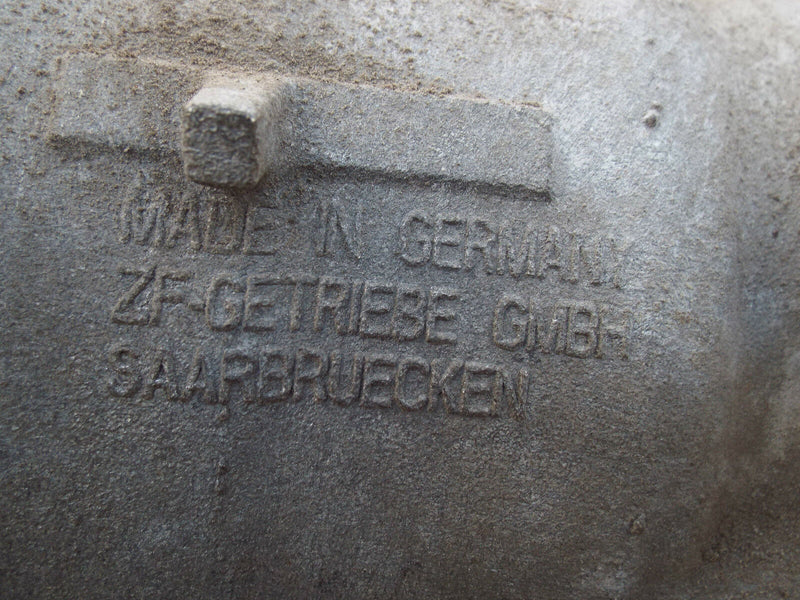 MADE IN GERMANY
ZF-GETRIEBE GMBH
SAARBRUECKEN